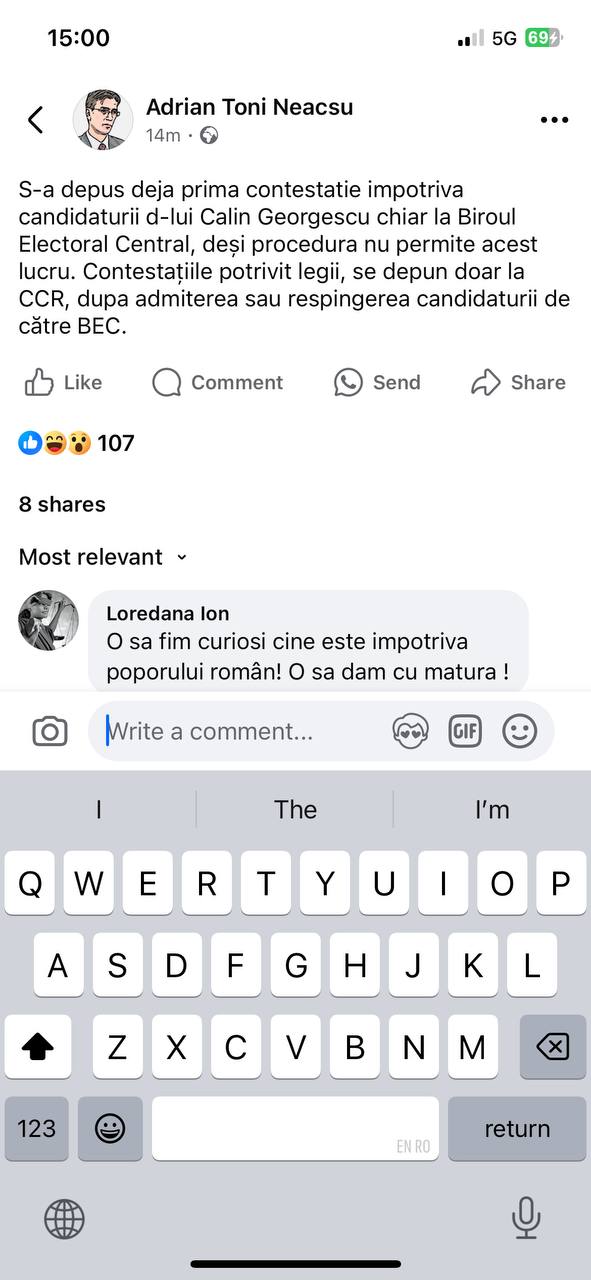 15:00
5G 69
Adrian Toni Neacsu
14m ·
S-a depus deja prima contestatie impotriva
candidaturii d-lui Calin Georgescu chiar la Biroul
Electoral Central, deși procedura nu permite acest
lucru. Contestațiile potrivit legii, se depun doar la
CCR, dupa admiterea sau respingerea candidaturii de
către BEC.
Like Comment Send Share
107
8 shares
Most relevant
Loredana Ion
O sa fim curiosi cine este impotriva
poporului român! O sa dam cu matura !
Write a comment...
GIF
I The I’m
Q W E R T Y U I O P
A S D F G H J K L
Z X C V B N M
123 EN RO return